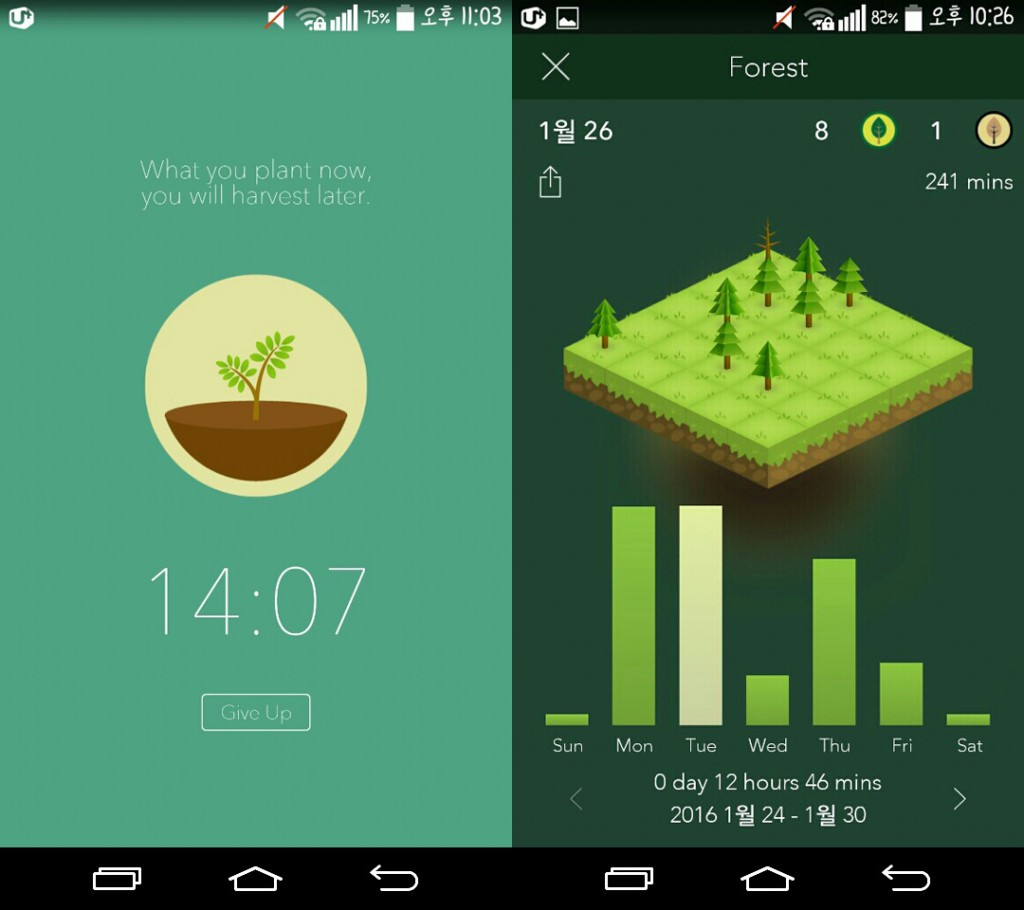 U+ 75% 오후 11:03
What you plant now,
you will harvest later.
14:07
Give Up
U+ 82% 오후 10:26
Forest
1월 26 8 1
241 mins
Sun Mon Tue Wed Thu Fri Sat
0 day 12 hours 46 mins
2016 1월 24 - 1월 30